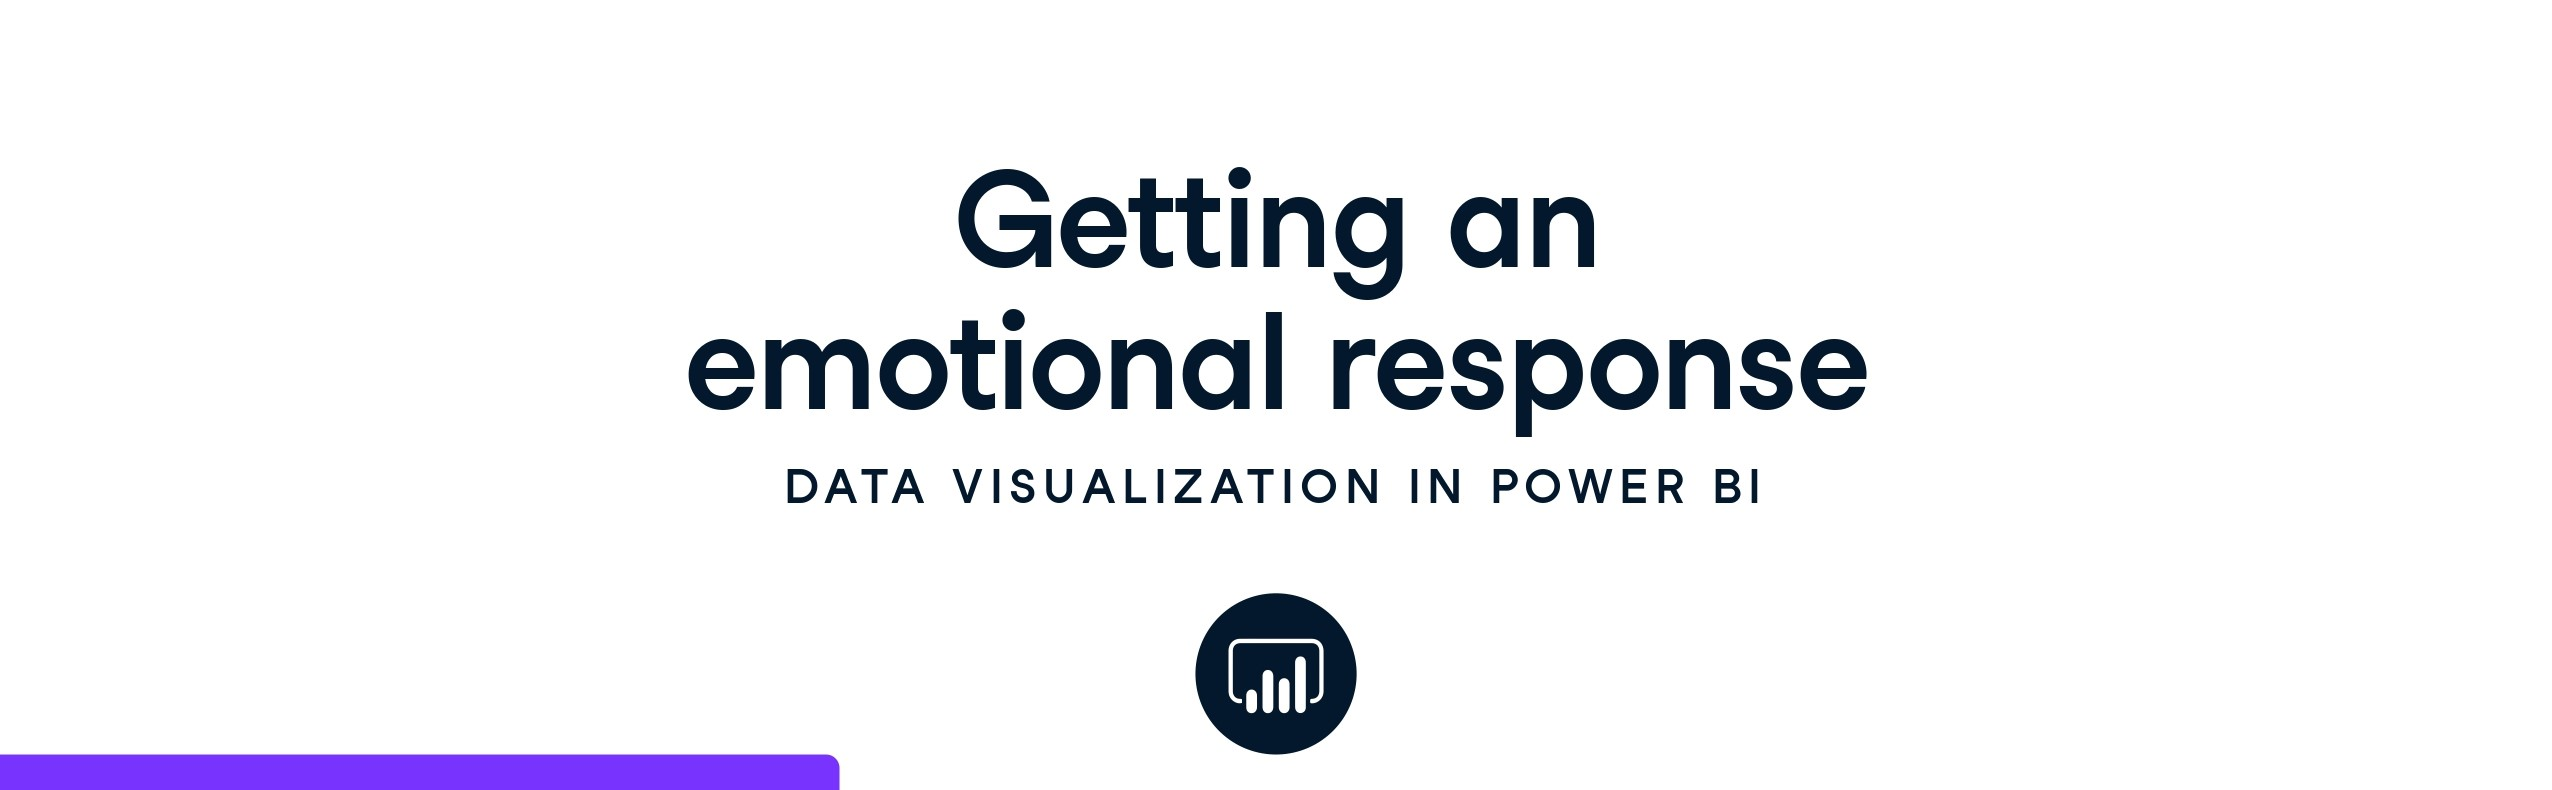 Getting an
emotional response
DATA VISUALIZATION IN POWER BI